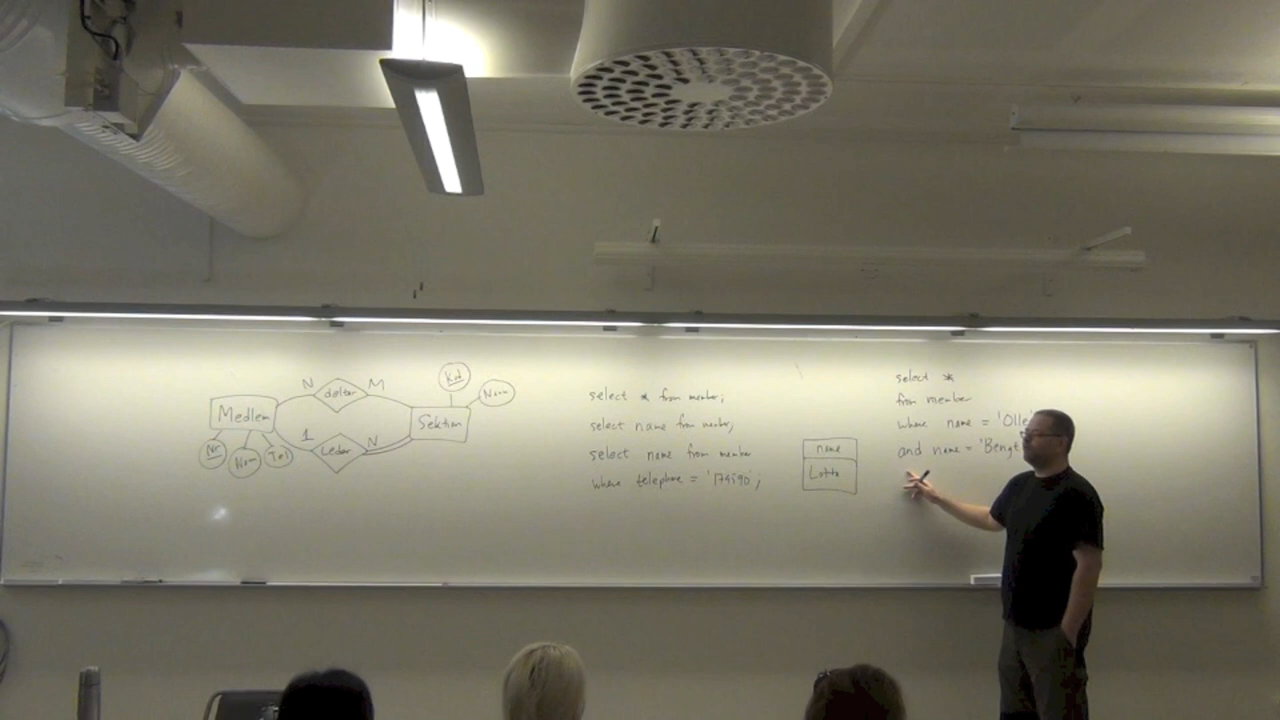 N
deltar
M
Medlem
Sektion
Kod
Namn
1
Leder
N
Nr
Namn
Tel
select * from member;
select name from member;
select name from member
where telephone = '174590';
name
Lotta
select *
from member
where name = 'Olle'
and name = 'Bengt